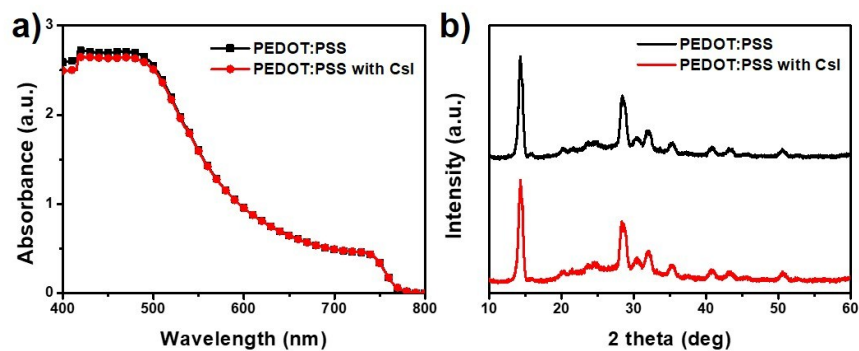 a)
3
PEDOT:PSS
PEDOT:PSS with CsI
2
1
0
Absorbance (a.u.)
400 500 600 700 800
Wavelength (nm)
b)
PEDOT:PSS
PEDOT:PSS with CsI
Intensity (a.u.)
10 20 30 40 50 60
2 theta (deg)